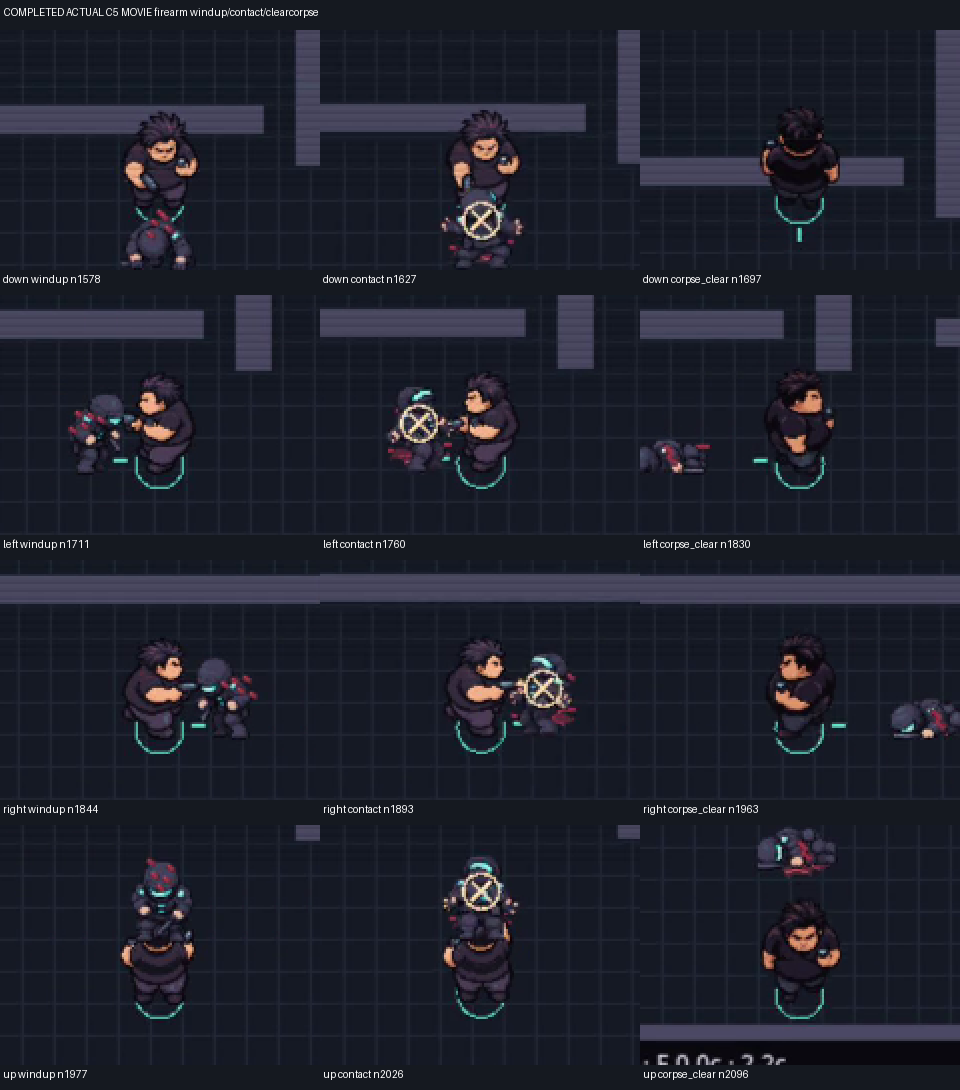 COMPLETED ACTUAL C5 MOVIE firearm windup/contact/clearcorpse
down windup n1578
down contact n1627
down corpse_clear n1697
left windup n1711
left contact n1760
left corpse_clear n1830
right windup n1844
right contact n1893
right corpse_clear n1963
up windup n1977
up contact n2026
up corpse_clear n2096